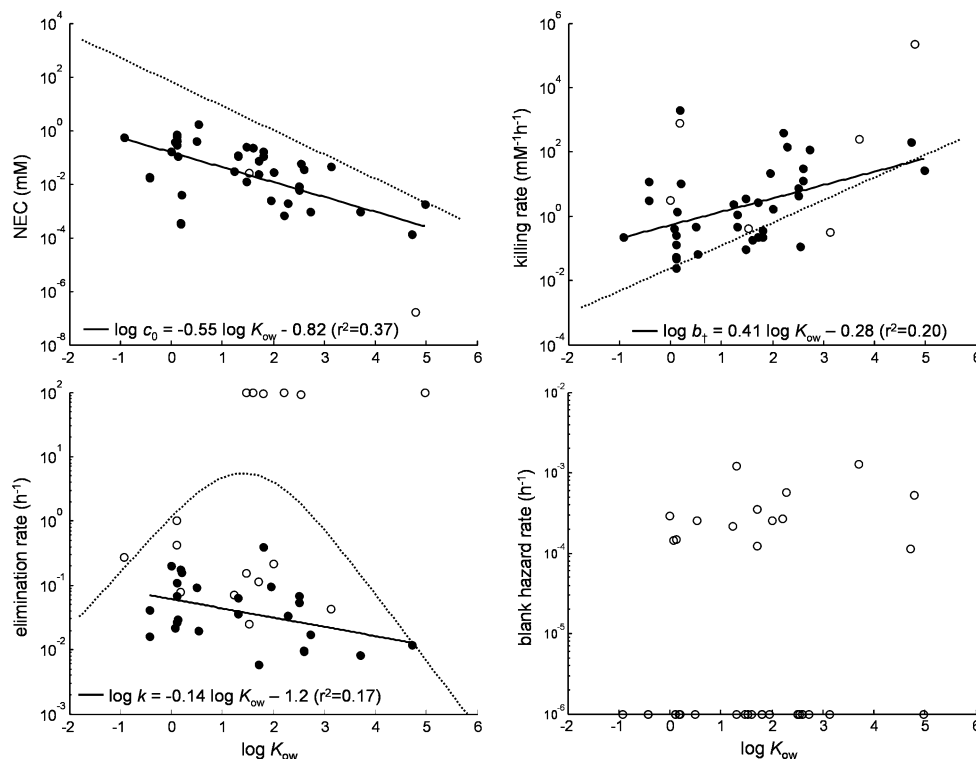 10⁴
10²
10⁰
10⁻²
10⁻⁴
10⁻⁶
10⁻⁸
NEC (mM)
log c₀ = -0.55 log Kow - 0.82 (r²=0.37)
-2 -1 0 1 2 3 4 5 6
10⁶
10⁴
10²
10⁰
10⁻²
10⁻⁴
killing rate (mM⁻¹h⁻¹)
log b† = 0.41 log Kow – 0.28 (r²=0.20)
-2 -1 0 1 2 3 4 5 6
10²
10¹
10⁰
10⁻¹
10⁻²
10⁻³
elimination rate (h⁻¹)
log k = -0.14 log Kow – 1.2 (r²=0.17)
-2 -1 0 1 2 3 4 5 6
log Kow
10⁻²
10⁻³
10⁻⁴
10⁻⁵
10⁻⁶
blank hazard rate (h⁻¹)
-2 -1 0 1 2 3 4 5 6
log Kow